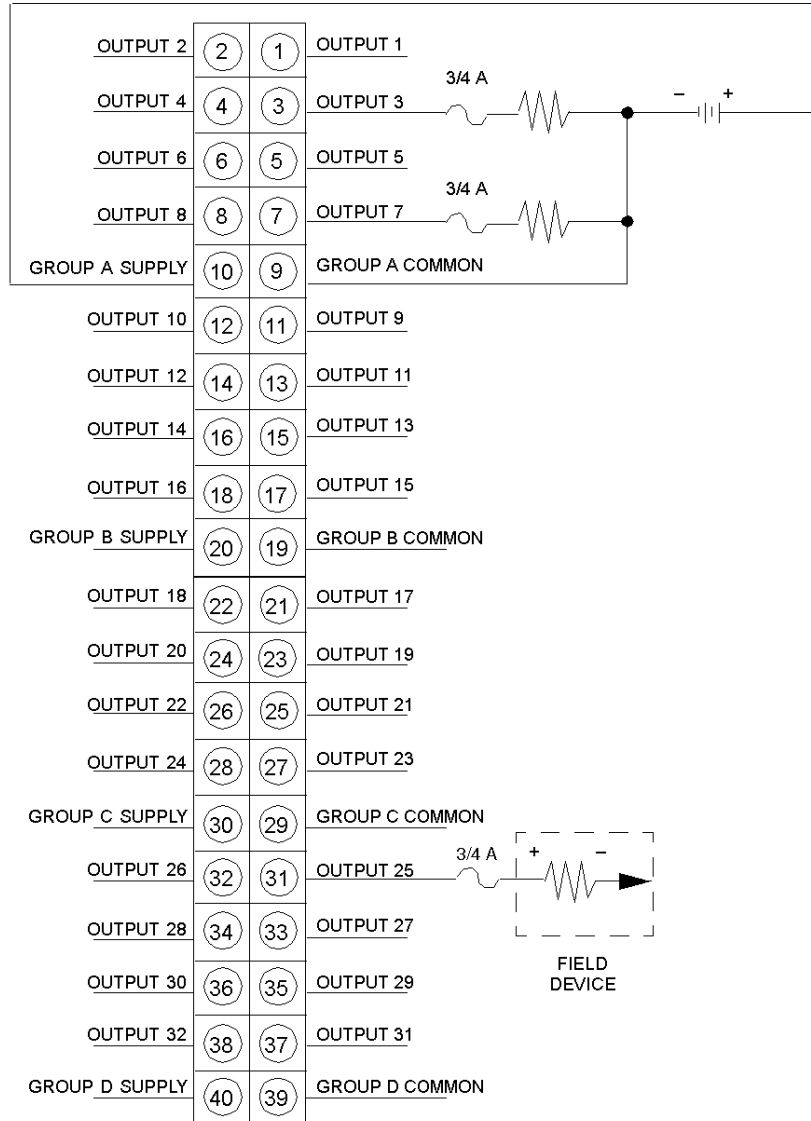 OUTPUT 2 2 1 OUTPUT 1
3/4 A
OUTPUT 4 4 3 OUTPUT 3 − +
OUTPUT 6 6 5 OUTPUT 5
3/4 A
OUTPUT 8 8 7 OUTPUT 7
GROUP A SUPPLY 10 9 GROUP A COMMON
OUTPUT 10 12 11 OUTPUT 9
OUTPUT 12 14 13 OUTPUT 11
OUTPUT 14 16 15 OUTPUT 13
OUTPUT 16 18 17 OUTPUT 15
GROUP B SUPPLY 20 19 GROUP B COMMON
OUTPUT 18 22 21 OUTPUT 17
OUTPUT 20 24 23 OUTPUT 19
OUTPUT 22 26 25 OUTPUT 21
OUTPUT 24 28 27 OUTPUT 23
GROUP C SUPPLY 30 29 GROUP C COMMON
3/4 A + −
OUTPUT 26 32 31 OUTPUT 25
OUTPUT 28 34 33 OUTPUT 27
FIELD
DEVICE
OUTPUT 30 36 35 OUTPUT 29
OUTPUT 32 38 37 OUTPUT 31
GROUP D SUPPLY 40 39 GROUP D COMMON